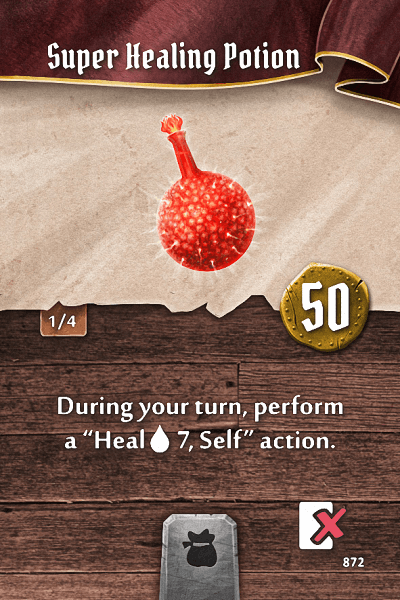 Super Healing Potion
50
1/4
During your turn, perform
a “Heal 7, Self” action.
872